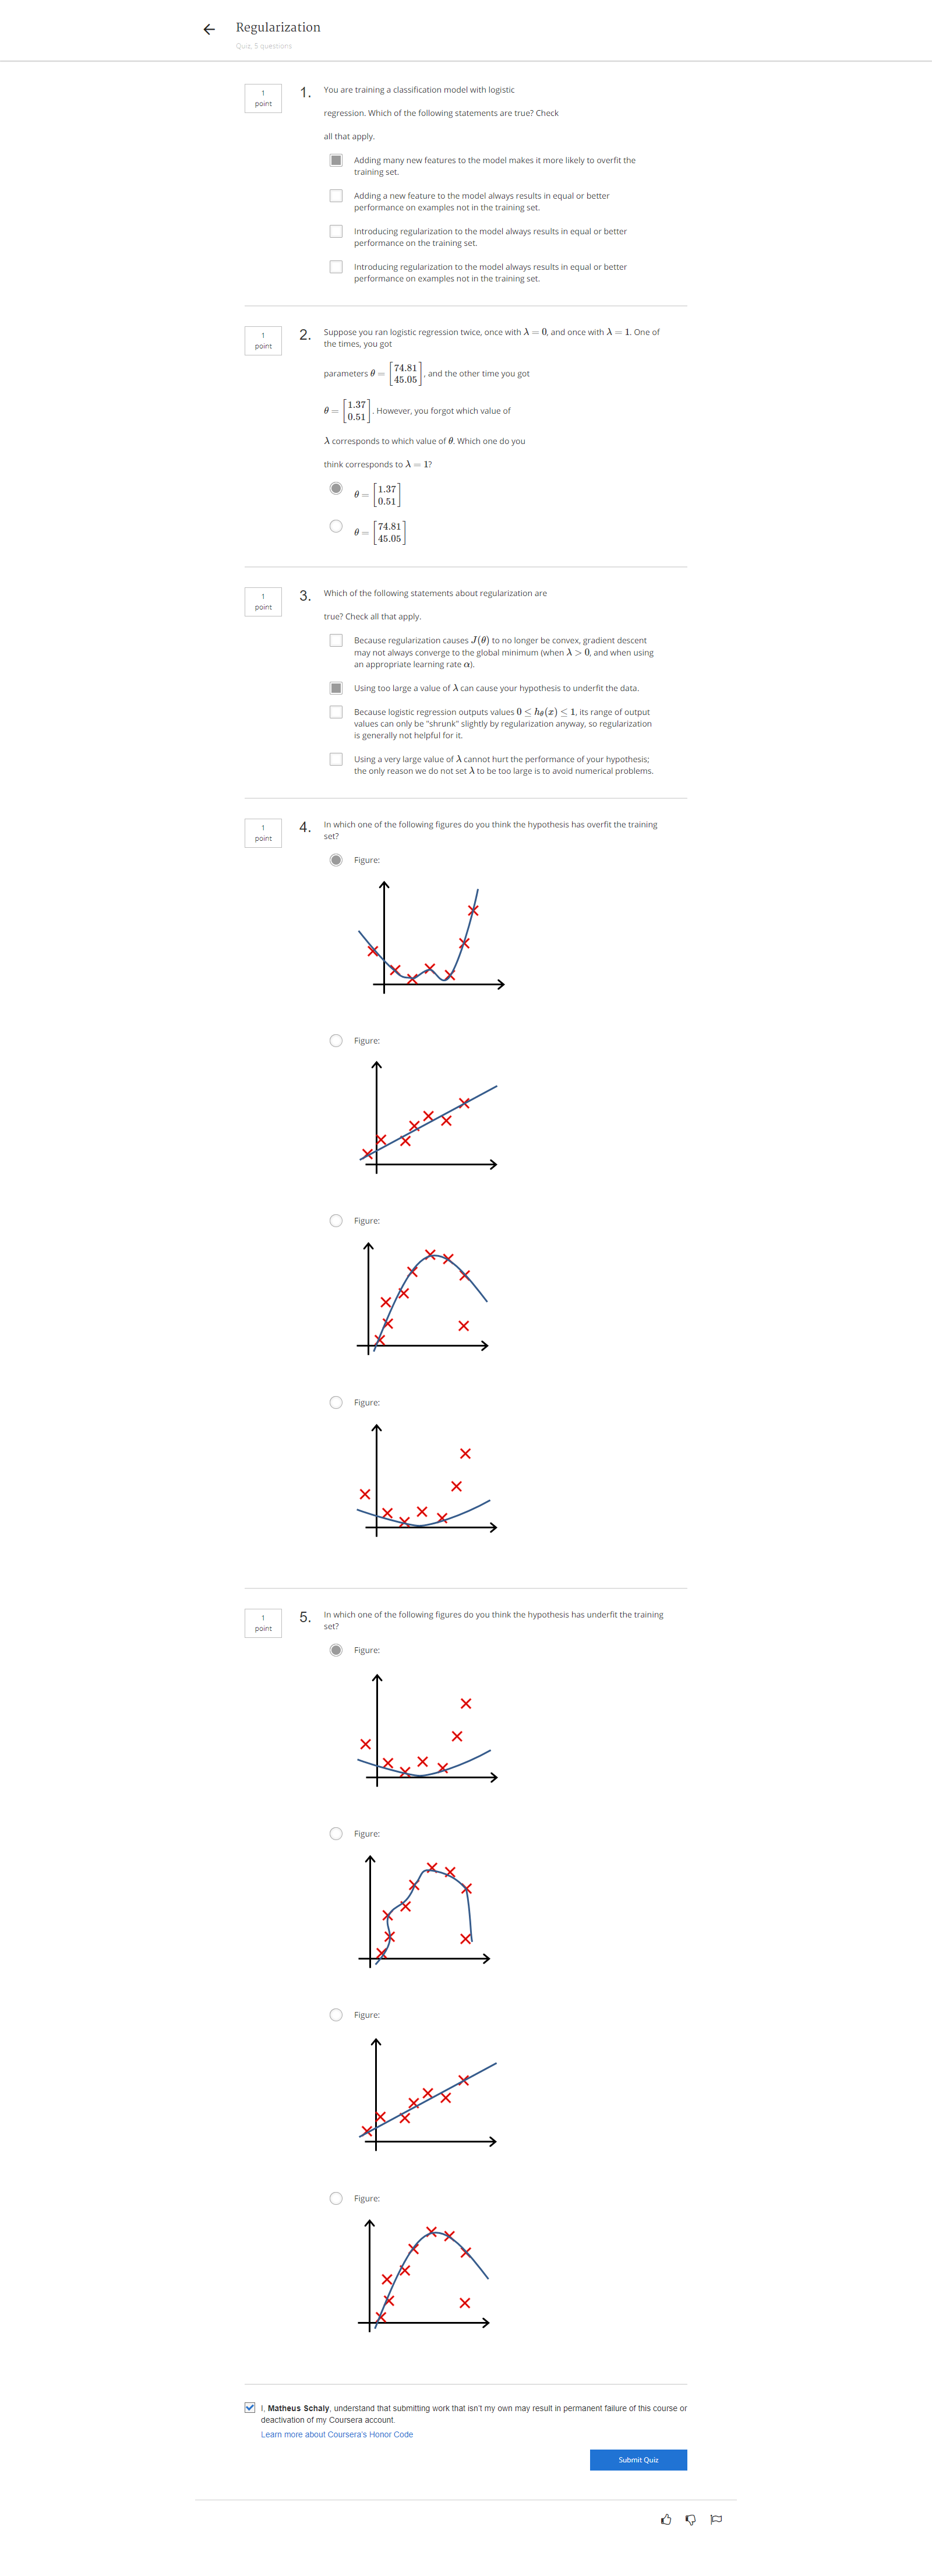 Regularization
Quiz, 5 questions
1
point
1.
You are training a classification model with logistic
regression. Which of the following statements are true? Check
all that apply.
Adding many new features to the model makes it more likely to overfit the
training set.
Adding a new feature to the model always results in equal or better
performance on examples not in the training set.
Introducing regularization to the model always results in equal or better
performance on the training set.
Introducing regularization to the model always results in equal or better
performance on examples not in the training set.
1
point
2.
Suppose you ran logistic regression twice, once with λ = 0, and once with λ = 1. One of
the times, you got
parameters θ = [74.81 45.05], and the other time you got
θ = [1.37 0.51]. However, you forgot which value of
λ corresponds to which value of θ. Which one do you
think corresponds to λ = 1?
θ = [1.37 0.51]
θ = [74.81 45.05]
1
point
3.
Which of the following statements about regularization are
true? Check all that apply.
Because regularization causes J(θ) to no longer be convex, gradient descent
may not always converge to the global minimum (when λ > 0, and when using
an appropriate learning rate α).
Using too large a value of λ can cause your hypothesis to underfit the data.
Because logistic regression outputs values 0 ≤ hθ(x) ≤ 1, its range of output
values can only be "shrunk" slightly by regularization anyway, so regularization
is generally not helpful for it.
Using a very large value of λ cannot hurt the performance of your hypothesis;
the only reason we do not set λ to be too large is to avoid numerical problems.
1
point
4.
In which one of the following figures do you think the hypothesis has overfit the training
set?
Figure:
Figure:
Figure:
Figure:
1
point
5.
In which one of the following figures do you think the hypothesis has underfit the training
set?
Figure:
Figure:
Figure:
Figure:
I, Matheus Schaly, understand that submitting work that isn't my own may result in permanent failure of this course or
deactivation of my Coursera account.
Learn more about Coursera's Honor Code
Submit Quiz